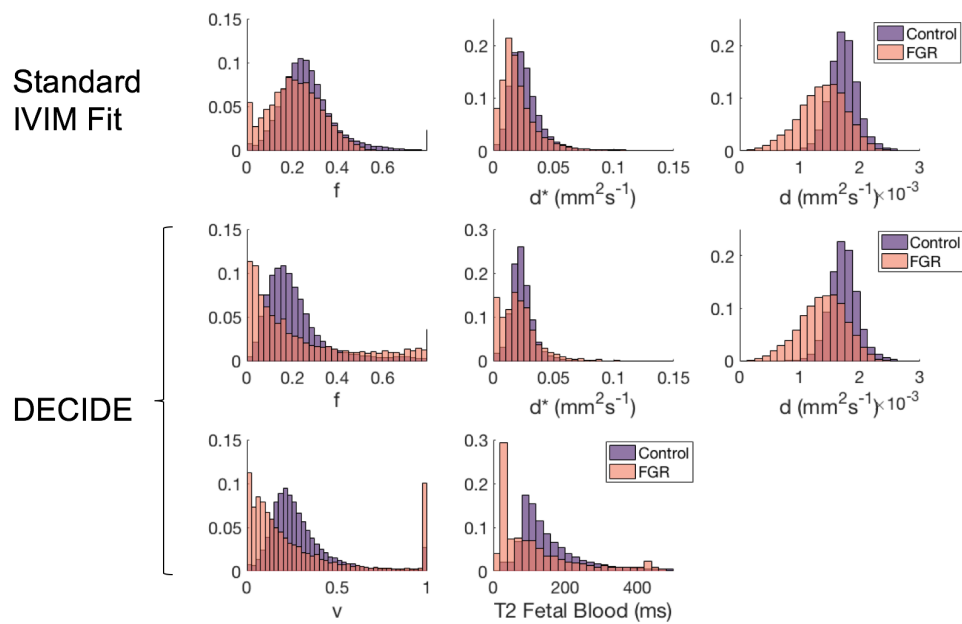 Standard
IVIM Fit
0.15
0.1
0.05
0
0 0.2 0.4 0.6
f
0.2
0.1
0
0 0.05 0.1 0.15
d* (mm²s⁻¹)
Control
FGR
0.2
0.1
0
0 1 2 3
d (mm²s⁻¹) ×10⁻³
DECIDE
0.15
0.1
0.05
0
0.2 0.4 0.6
f
0.3
0.2
0.1
0
0 0.05 0.1 0.15
d* (mm²s⁻¹)
Control
FGR
0.2
0.1
0
0 1 2 3
d (mm²s⁻¹) ×10⁻³
0.15
0.1
0.05
0
0 0.5 1
v
0.3
0.2
0.1
0
0 200 400
T2 Fetal Blood (ms)
Control
FGR